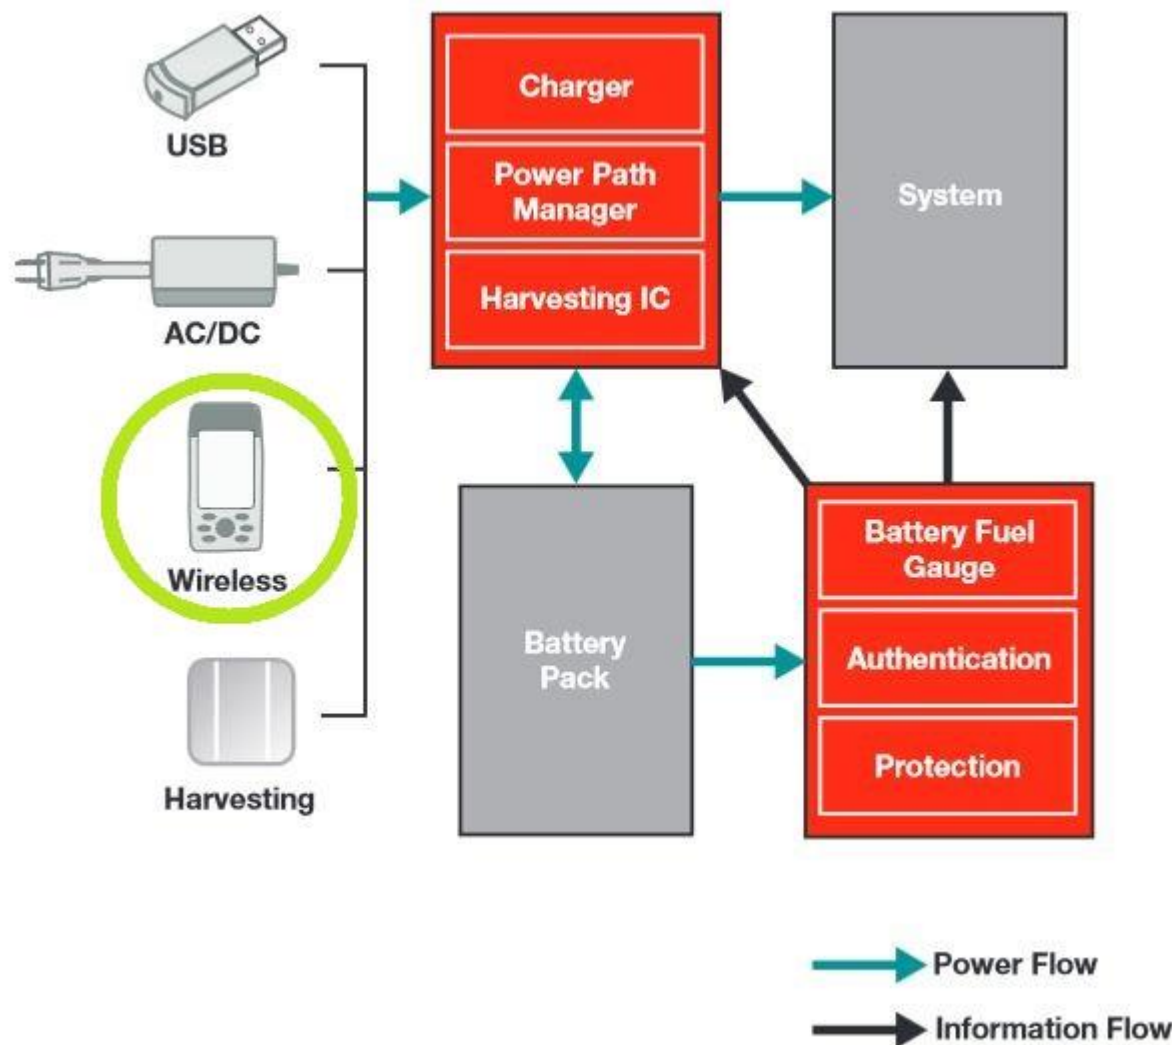 USB
AC/DC
Wireless
Harvesting
Charger
Power Path
Manager
Harvesting IC
System
Battery
Pack
Battery Fuel
Gauge
Authentication
Protection
Power Flow
Information Flow